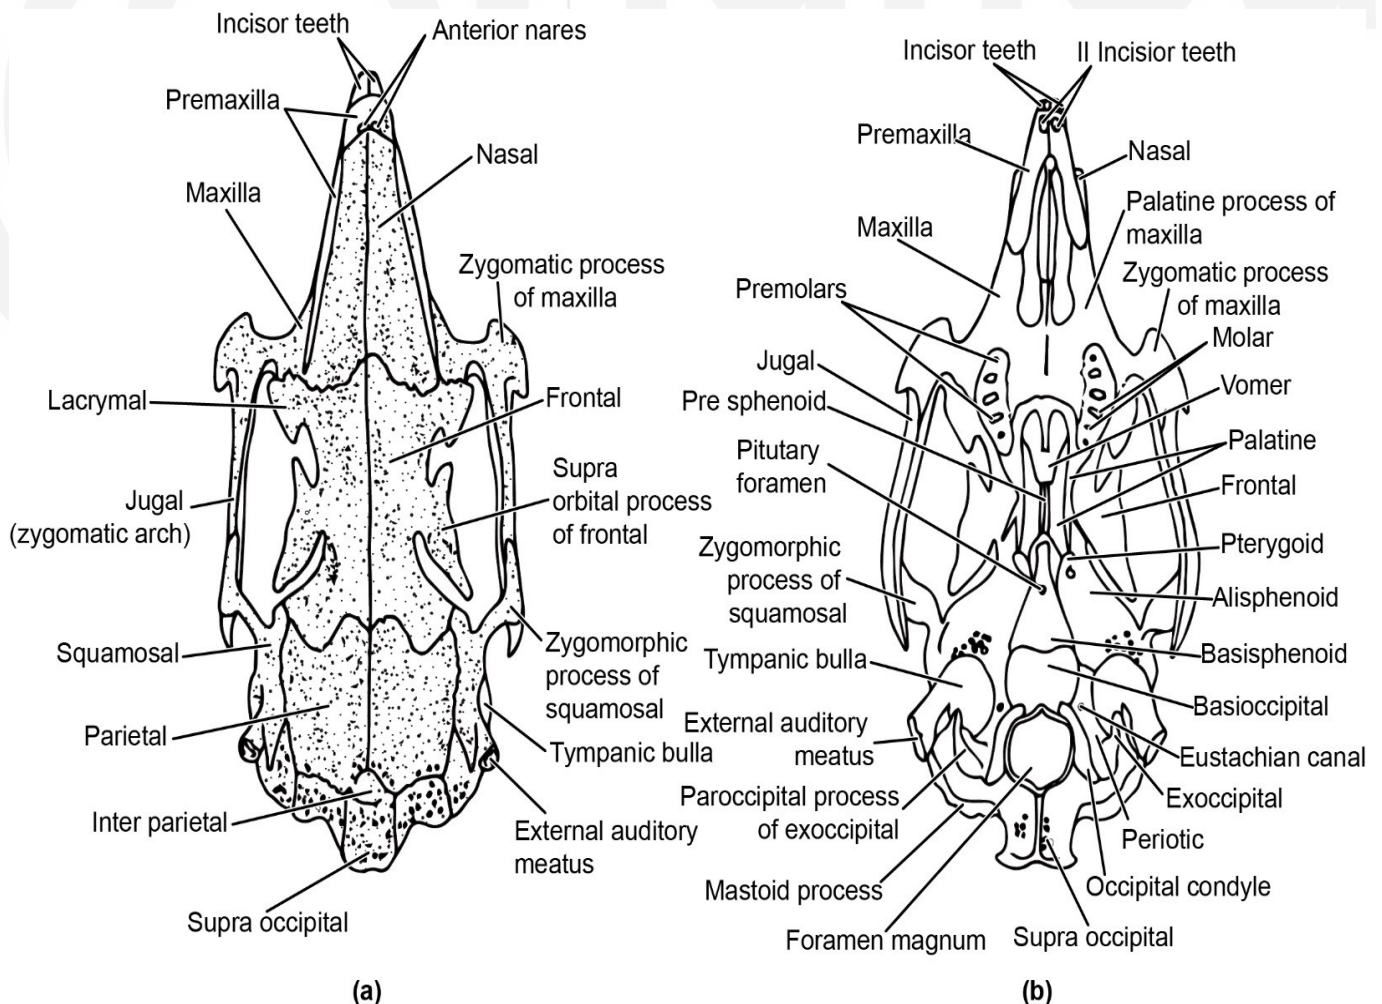 Incisor teeth
Anterior nares
Premaxilla
Nasal
Maxilla
Zygomatic process
of maxilla
Lacrymal
Frontal
Supra
orbital process
of frontal
Jugal
(zygomatic arch)
Squamosal
Zygomorphic
process of
squamosal
Parietal
Tympanic bulla
Inter parietal
External auditory
meatus
Supra occipital
(a)
Incisor teeth
II Incisior teeth
Premaxilla
Nasal
Palatine process of
maxilla
Maxilla
Zygomatic process
of maxilla
Premolars
Molar
Jugal
Vomer
Pre sphenoid
Palatine
Pitutary
foramen
Frontal
Zygomorphic
process of
squamosal
Pterygoid
Alisphenoid
Tympanic bulla
Basisphenoid
Basioccipital
External auditory
meatus
Eustachian canal
Paroccipital process
of exoccipital
Exoccipital
Periotic
Mastoid process
Occipital condyle
Foramen magnum
Supra occipital
(b)